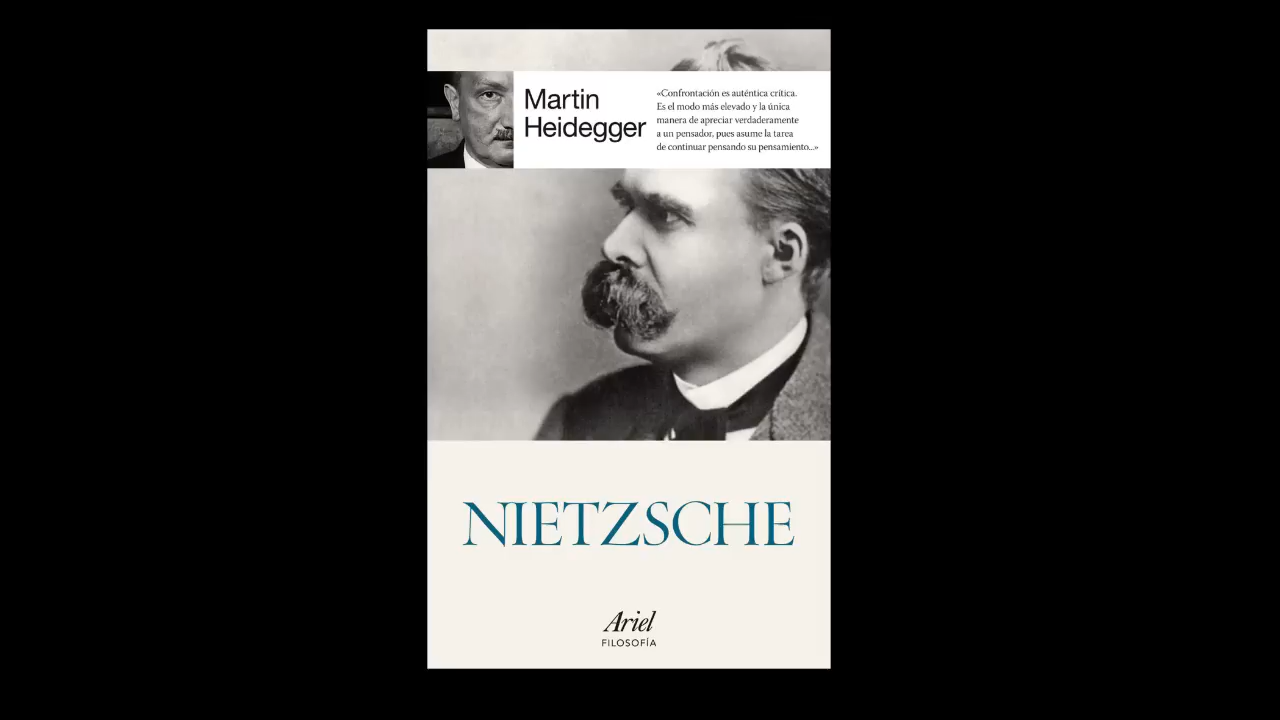 Martin
Heidegger
«Confrontación es auténtica crítica.
Es el modo más elevado y la única
manera de apreciar verdaderamente
a un pensador, pues asume la tarea
de continuar pensando su pensamiento...»
NIETZSCHE
Ariel
FILOSOFÍA